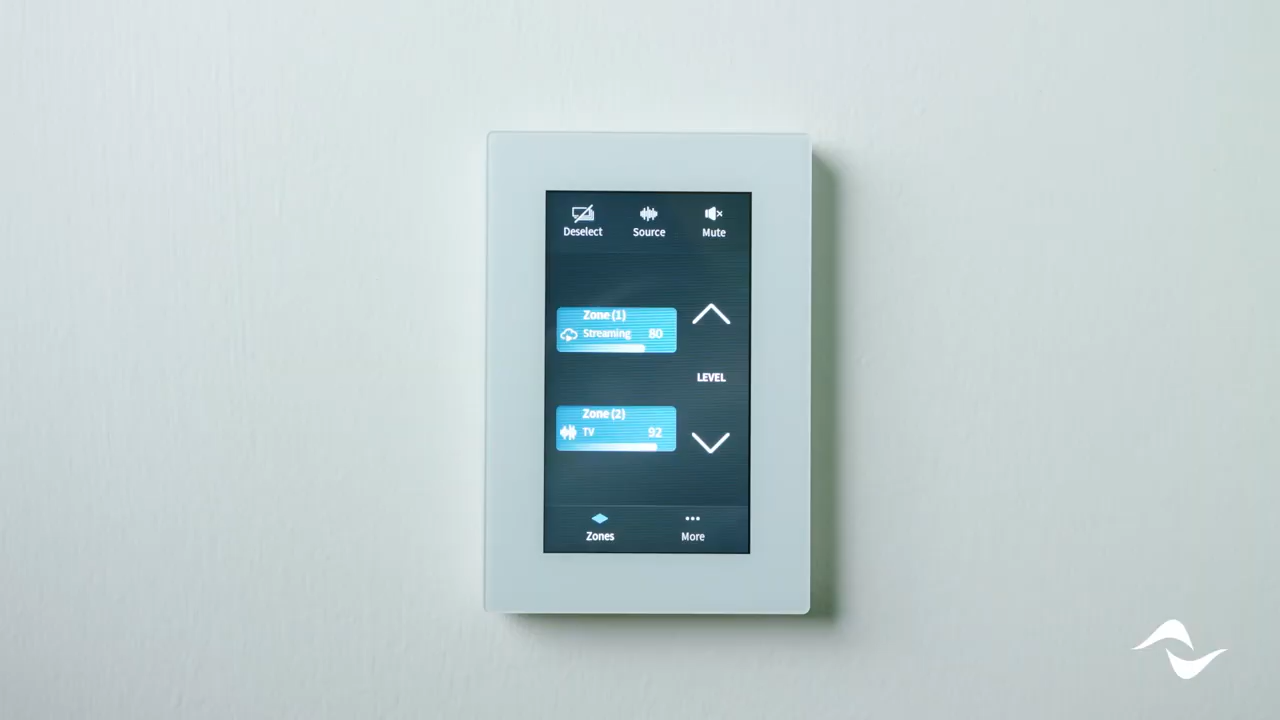 Deselect Source Mute
Zone (1)
Streaming 80
LEVEL
Zone (2)
TV 92
Zones More